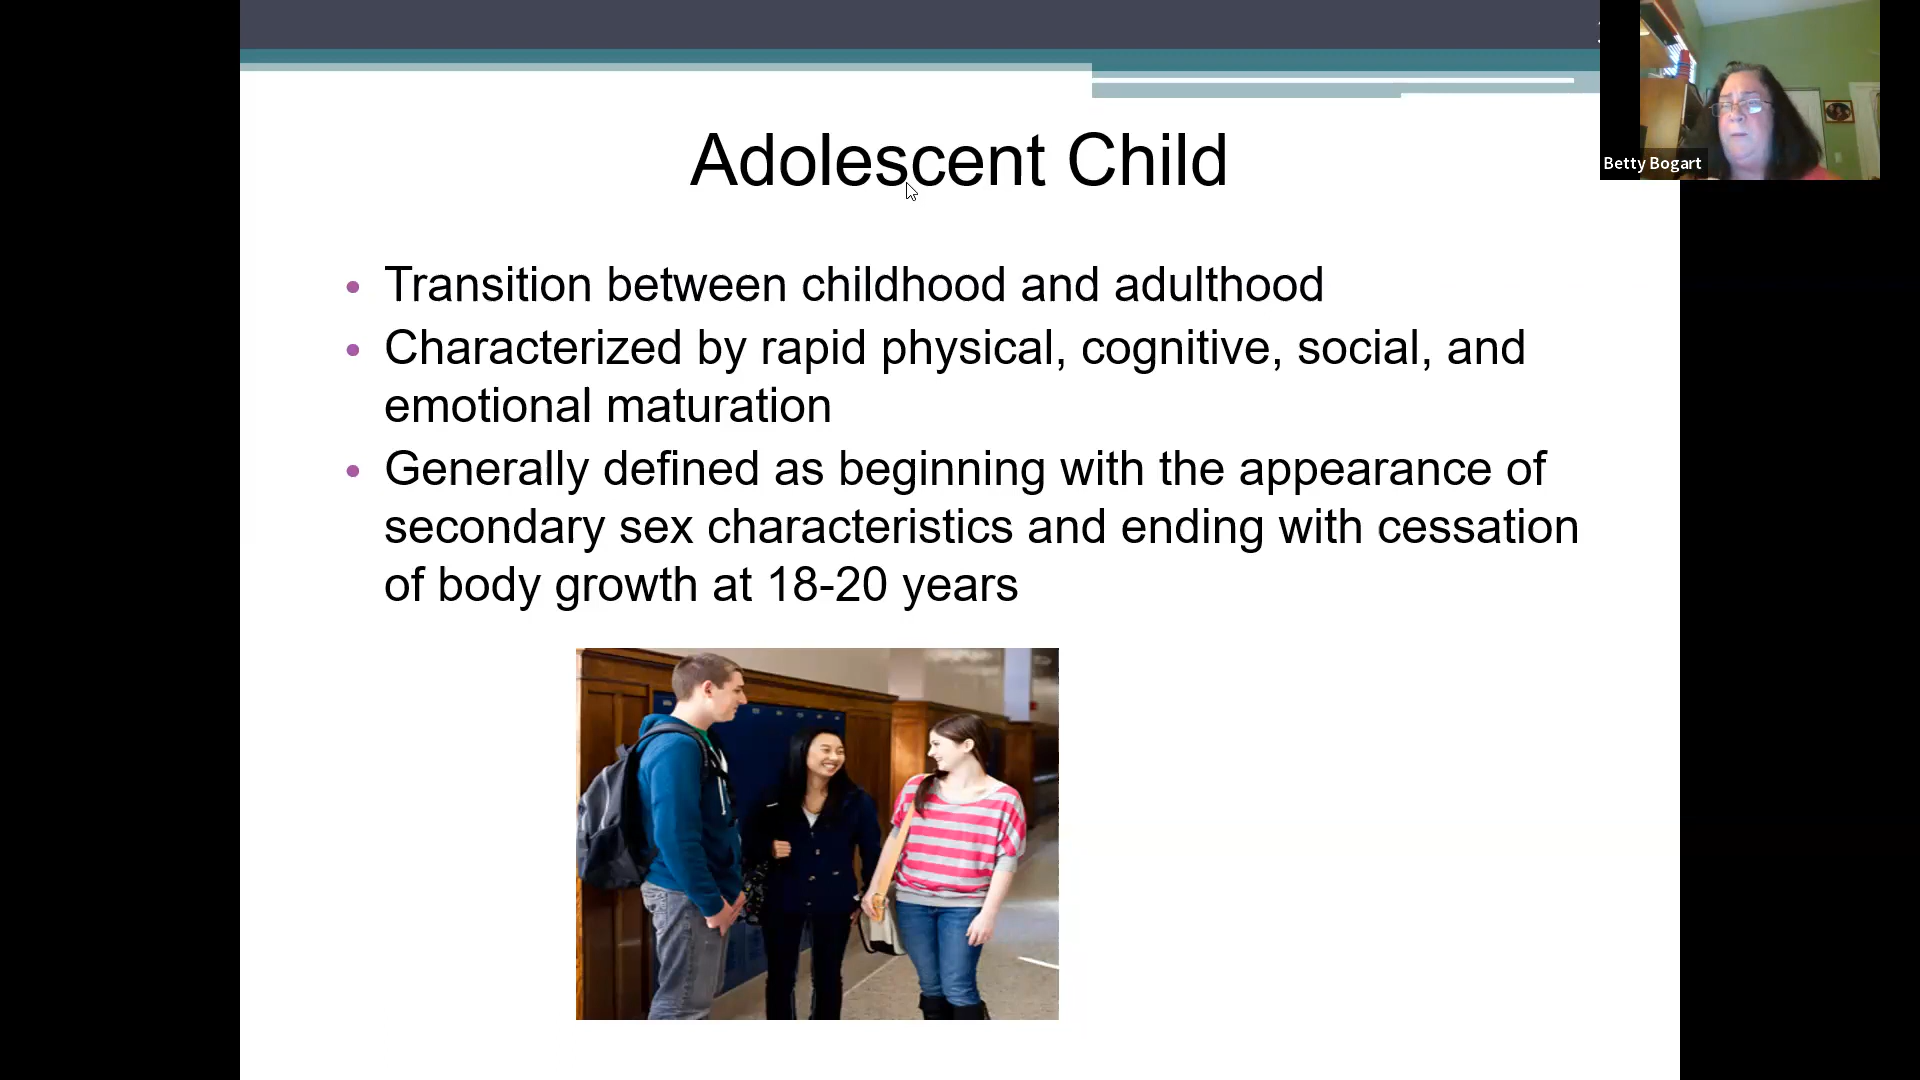 Adolescent Child
• Transition between childhood and adulthood
• Characterized by rapid physical, cognitive, social, and
emotional maturation
• Generally defined as beginning with the appearance of
secondary sex characteristics and ending with cessation
of body growth at 18-20 years
Betty Bogart